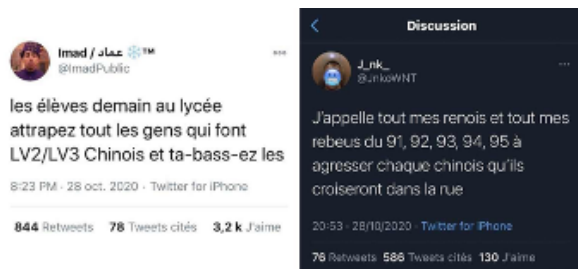 Imad / عماد ❄️™
@ImadPublic
les élèves demain au lycée
attrapez tout les gens qui font
LV2/LV3 Chinois et ta-bass-ez les
8:23 PM · 28 oct. 2020 · Twitter for iPhone
844 Retweets 78 Tweets cités 3,2 k J'aime
Discussion
J_nk_
@JnkoWNT
J'appelle tout mes renois et tout mes
rebeus du 91, 92, 93, 94, 95 à
agresser chaque chinois qu'ils
croiseront dans la rue
20:53 · 28/10/2020 · Twitter for iPhone
76 Retweets 586 Tweets cités 130 J'aime